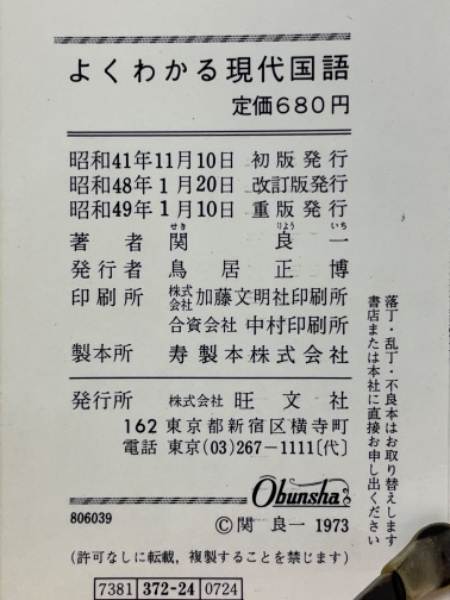 よくわかる現代国語
定価680円
昭和41年11月10日 初版発行
昭和48年1月20日 改訂版発行
昭和49年1月10日 重版発行
せき りよう いち
著者 関 良 一
発行者 鳥居正博
印刷所 株式会社 加藤文明社印刷所
合資会社 中村印刷所
製本所 寿製本株式会社
発行所 株式会社 旺文社
162 東京都新宿区横寺町
電話 東京(03)267-1111〔代〕
Obunsha
806039
©関 良一 1973
(許可なしに転載，複製することを禁じます)
7381 372-24 0724
落丁・乱丁・不良本はお取り替えします
書店または本社に直接お申し出ください